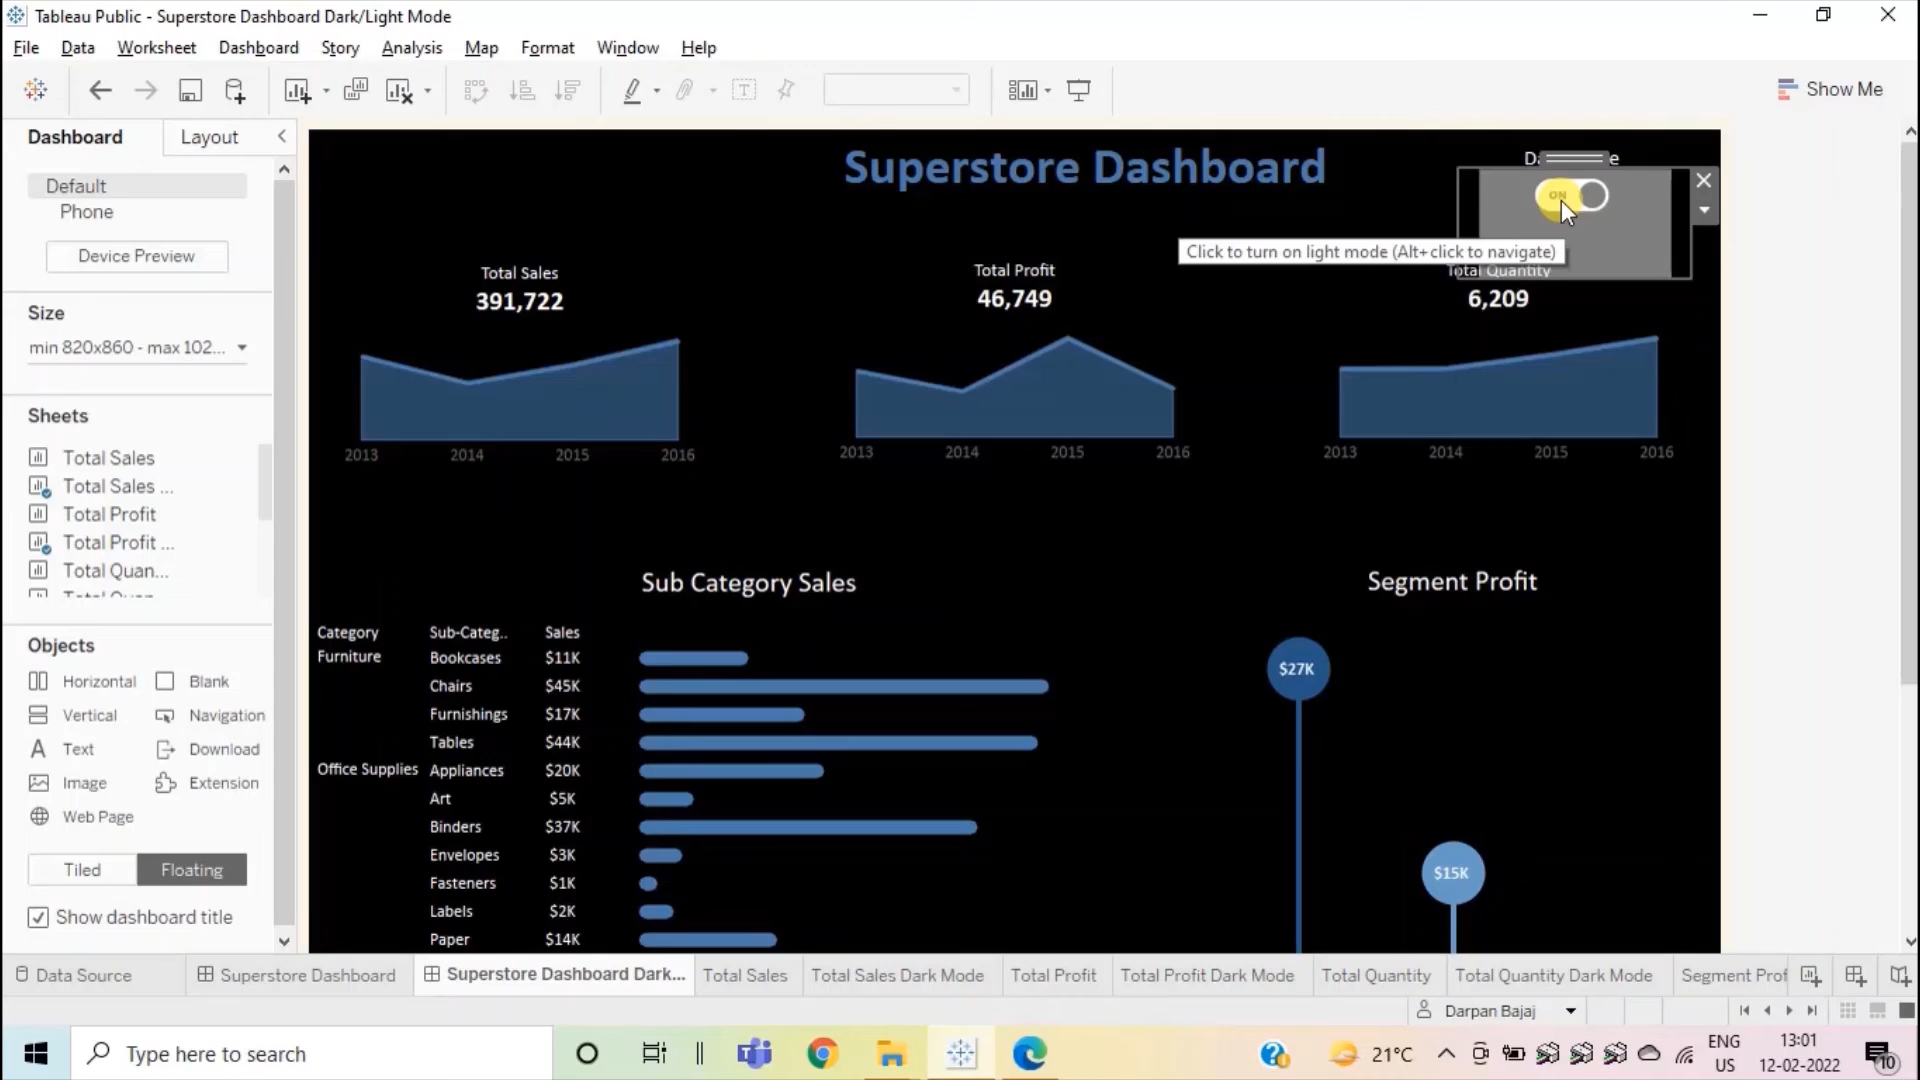 Tableau Public - Superstore Dashboard Dark/Light Mode
File Data Worksheet Dashboard Story Analysis Map Format Window Help
Show Me
Dashboard Layout
Default
Phone
Device Preview
Size
min 820x860 - max 102...
Sheets
Total Sales
Total Sales ...
Total Profit
Total Profit ...
Total Quan...
Objects
Horizontal Blank
Vertical Navigation
Text Download
Image Extension
Web Page
Tiled Floating
Show dashboard title
Superstore Dashboard
ON
Click to turn on light mode (Alt+click to navigate)
Total Sales
391,722
2013 2014 2015 2016
Total Profit
46,749
2013 2014 2015 2016
Total Quantity
6,209
2013 2014 2015 2016
Sub Category Sales
Category Sub-Categ.. Sales
Furniture Bookcases $11K
Chairs $45K
Furnishings $17K
Tables $44K
Office Supplies Appliances $20K
Art $5K
Binders $37K
Envelopes $3K
Fasteners $1K
Labels $2K
Paper $14K
Segment Profit
$27K
$15K
Data Source Superstore Dashboard Superstore Dashboard Dark... Total Sales Total Sales Dark Mode Total Profit Total Profit Dark Mode Total Quantity Total Quantity Dark Mode Segment Prof
Darpan Bajaj
Type here to search
21°C
ENG
US
13:01
12-02-2022
10